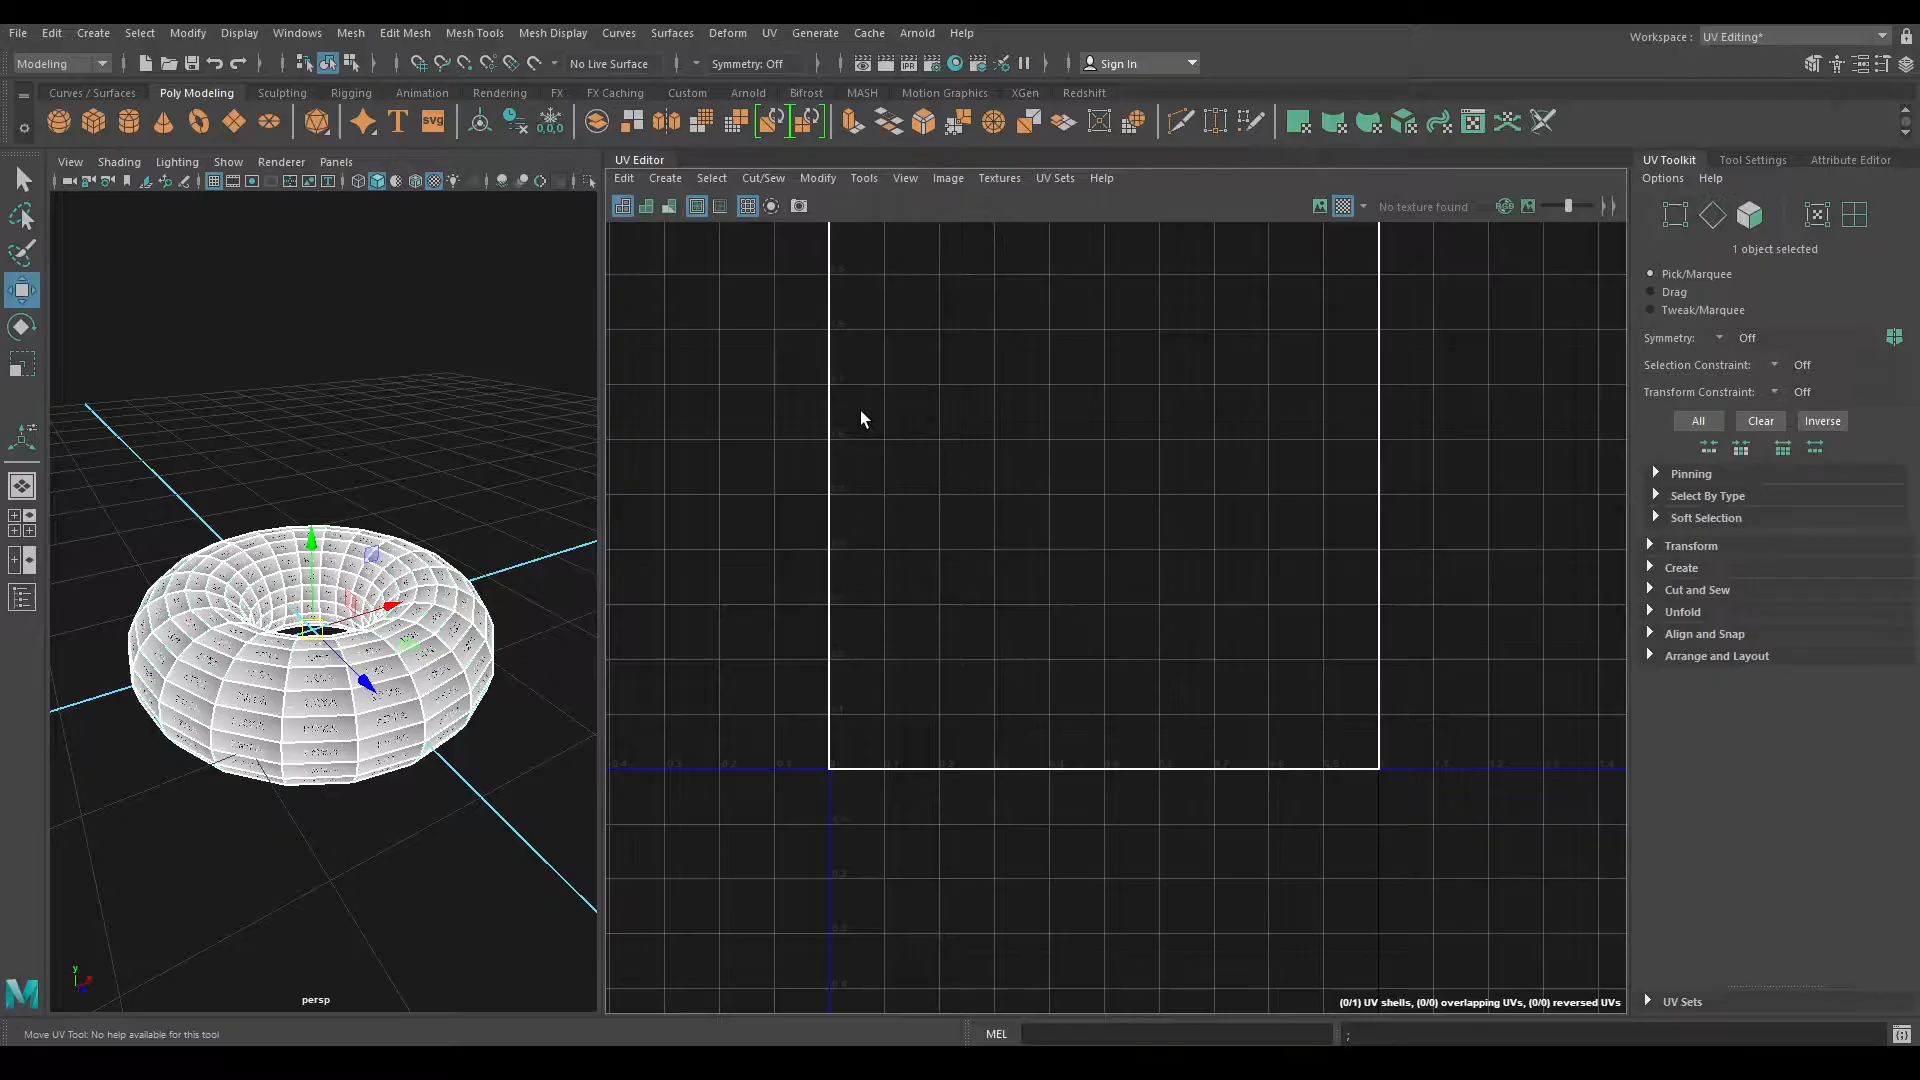 File Edit Create Select Modify Display Windows Mesh Edit Mesh Mesh Tools Mesh Display Curves Surfaces Deform UV Generate Cache Arnold Help
Workspace : UV Editing*
Modeling
No Live Surface
Symmetry: Off
Sign In
Curves / Surfaces Poly Modeling Sculpting Rigging Animation Rendering FX FX Caching Custom Arnold Bifrost MASH Motion Graphics XGen Redshift
T
svg
0,0,0
IPR
View Shading Lighting Show Renderer Panels
UV Editor
Edit Select Create Cut/Sew Modify Tools View Image Textures UV Sets Help
No texture found
UV Toolkit Tool Settings Attribute Editor
Options Help
1 object selected
Pick/Marquee
Drag
Tweak/Marquee
Symmetry: Off
Selection Constraint: Off
Transform Constraint: Off
All Clear Inverse
Pinning
Select By Type
Soft Selection
Transform
Create
Cut and Sew
Unfold
Align and Snap
Arrange and Layout
y
persp
(0/1) UV shells, (0/0) overlapping UVs, (0/0) reversed UVs
UV Sets
Move UV Tool: No help available for this tool
MEL
;